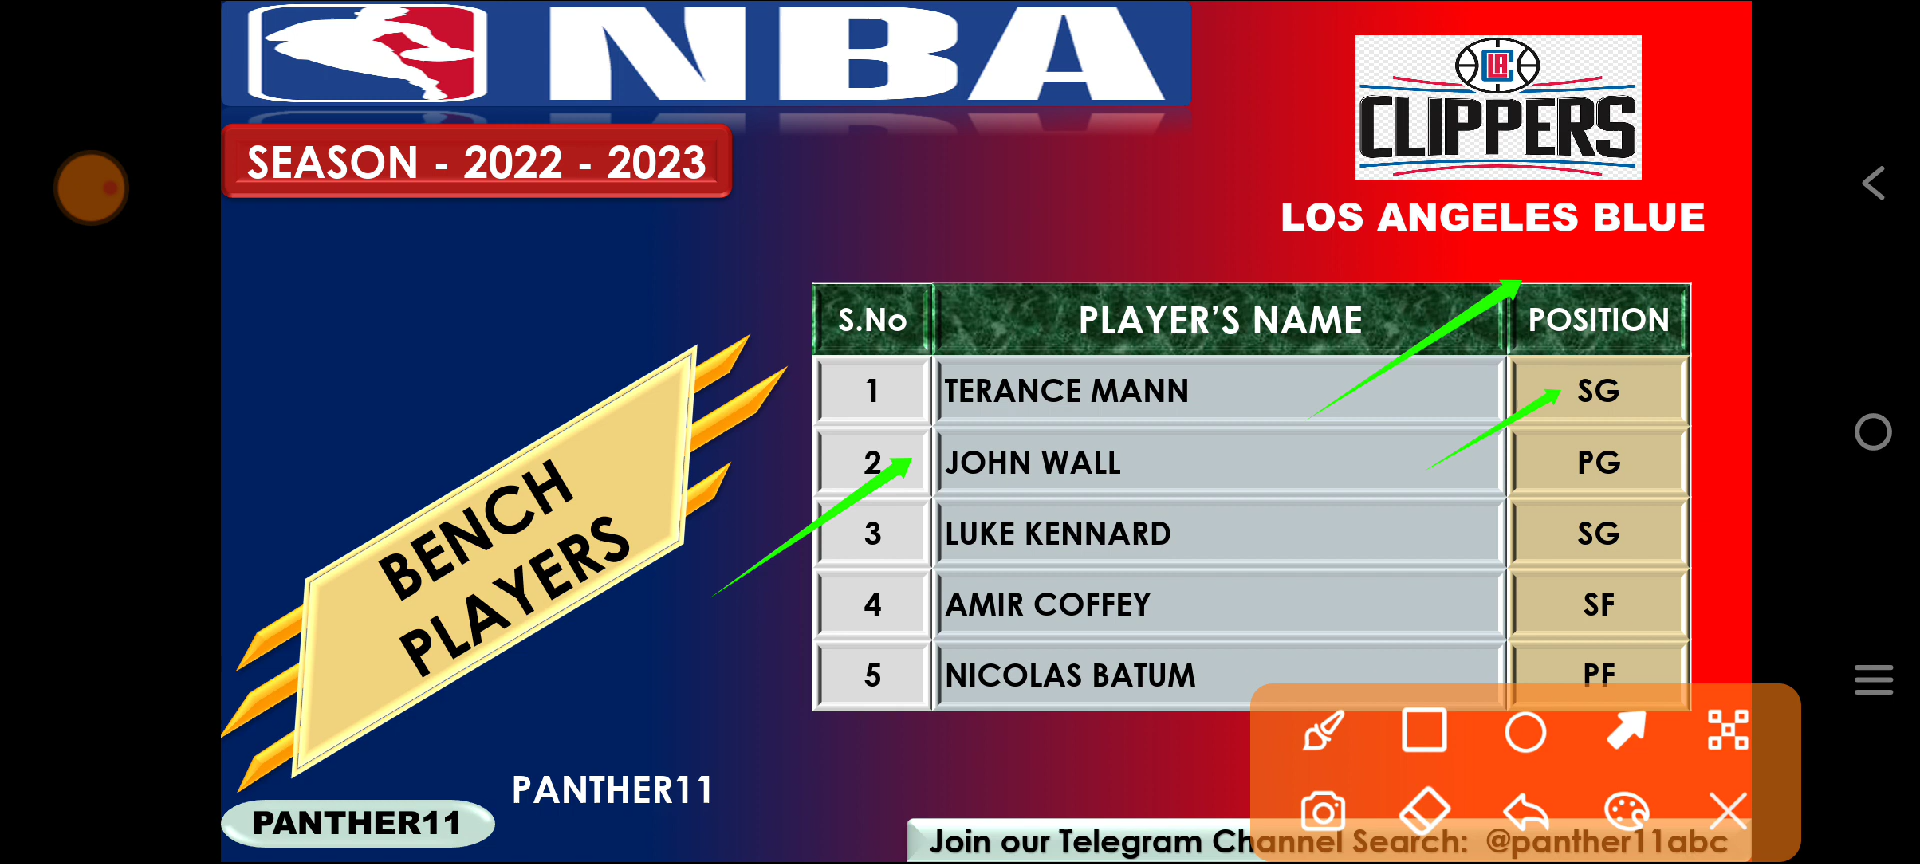 NBA
SEASON - 2022 - 2023
LAC
CLIPPERS
LOS ANGELES BLUE
S.No PLAYER'S NAME POSITION
1 TERANCE MANN SG
2 JOHN WALL PG
3 LUKE KENNARD SG
4 AMIR COFFEY SF
5 NICOLAS BATUM PF
BENCH
PLAYERS
PANTHER11
PANTHER11
Join our Telegram Channel Search: @panther11abc